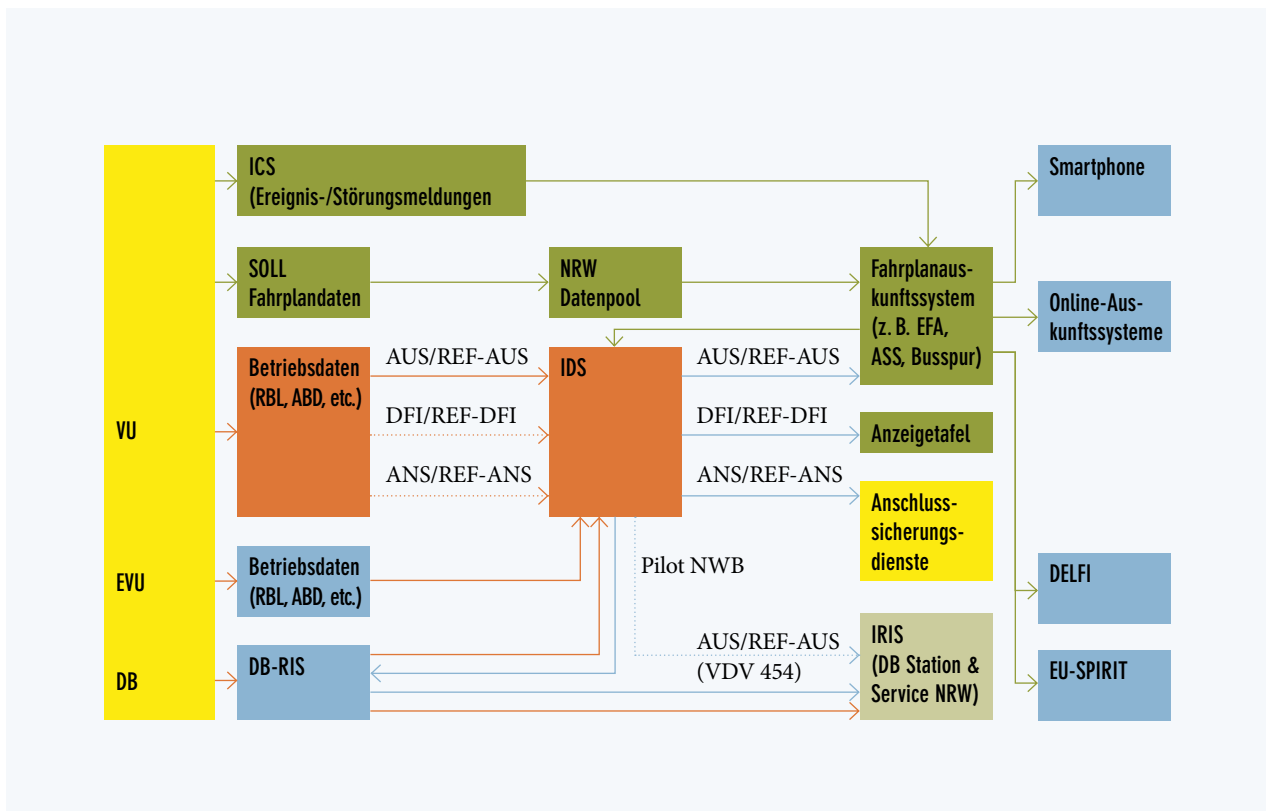 VU
EVU
DB
ICS
(Ereignis-/Störungsmeldungen
SOLL
Fahrplandaten
NRW
Datenpool
Fahrplanaus-
kunftssystem
(z. B. EFA,
ASS, Busspur)
Smartphone
Online-Aus-
kunftssysteme
Betriebsdaten
(RBL, ABD, etc.)
AUS/REF-AUS
DFI/REF-DFI
ANS/REF-ANS
IDS
AUS/REF-AUS
DFI/REF-DFI
ANS/REF-ANS
Anzeigetafel
Anschluss-
sicherungs-
dienste
Betriebsdaten
(RBL, ABD, etc.)
Pilot NWB
DELFI
DB-RIS
AUS/REF-AUS
(VDV 454)
IRIS
(DB Station &
Service NRW)
EU-SPIRIT